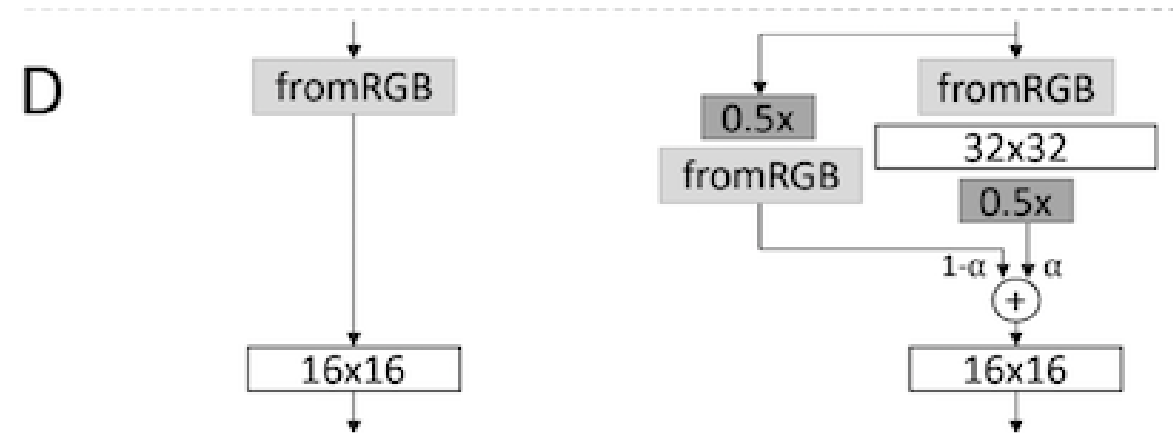 D
fromRGB
16x16
fromRGB
0.5x
32x32
fromRGB
0.5x
1-α
α
+
16x16